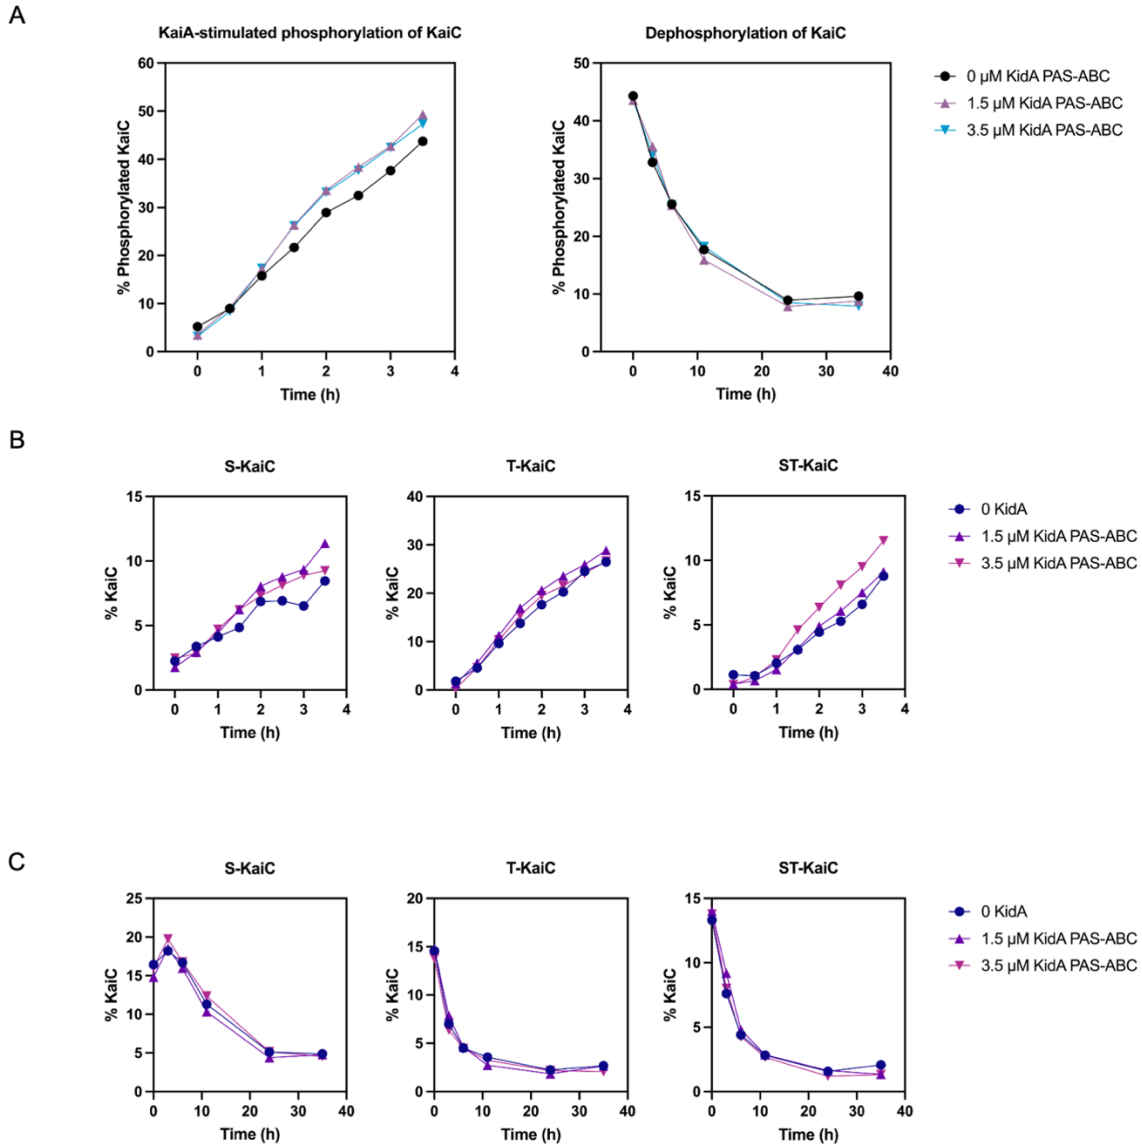 A
KaiA-stimulated phosphorylation of KaiC
Dephosphorylation of KaiC
60
50
40
30
20
10
0
% Phosphorylated KaiC
0
1
2
3
4
Time (h)
50
40
30
20
10
0
% Phosphorylated KaiC
0
10
20
30
40
Time (h)
0 μM KidA PAS-ABC
1.5 μM KidA PAS-ABC
3.5 μM KidA PAS-ABC
B
S-KaiC
15
10
5
0
% KaiC
0
1
2
3
4
Time (h)
T-KaiC
40
30
20
10
0
% KaiC
0
1
2
3
4
Time (h)
ST-KaiC
15
10
5
0
% KaiC
0
1
2
3
4
Time (h)
0 KidA
1.5 μM KidA PAS-ABC
3.5 μM KidA PAS-ABC
C
S-KaiC
25
20
15
10
5
0
% KaiC
0
10
20
30
40
Time (h)
T-KaiC
20
15
10
5
0
% KaiC
0
10
20
30
40
Time (h)
ST-KaiC
15
10
5
0
% KaiC
0
10
20
30
40
Time (h)
0 KidA
1.5 μM KidA PAS-ABC
3.5 μM KidA PAS-ABC